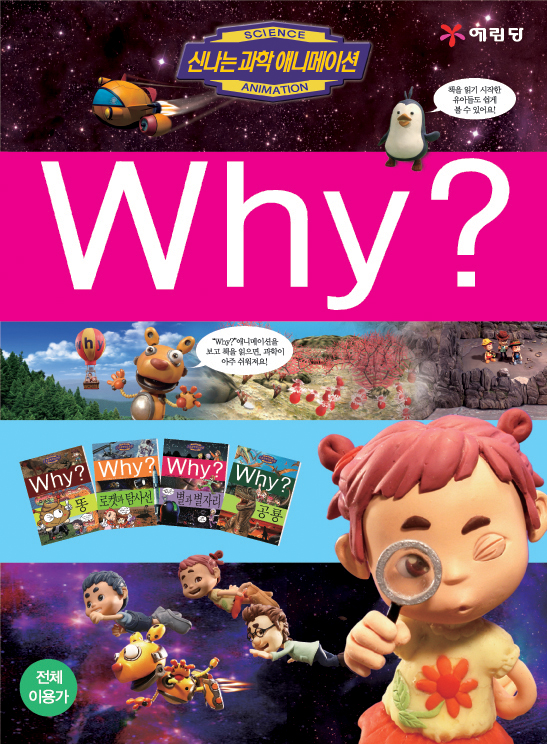 SCIENCE
신나는 과학 애니메이션
ANIMATION
예림당
책을 읽기 시작한
유아들도 쉽게
볼 수 있어요!
Why?
h
"Why?"애니메이션을
보고 책을 읽으면, 과학이
아주 쉬워져요!
Why?
똥
Why?
로켓과 탐사선
Why?
별과 별자리
Why?
공룡
전체
이용가